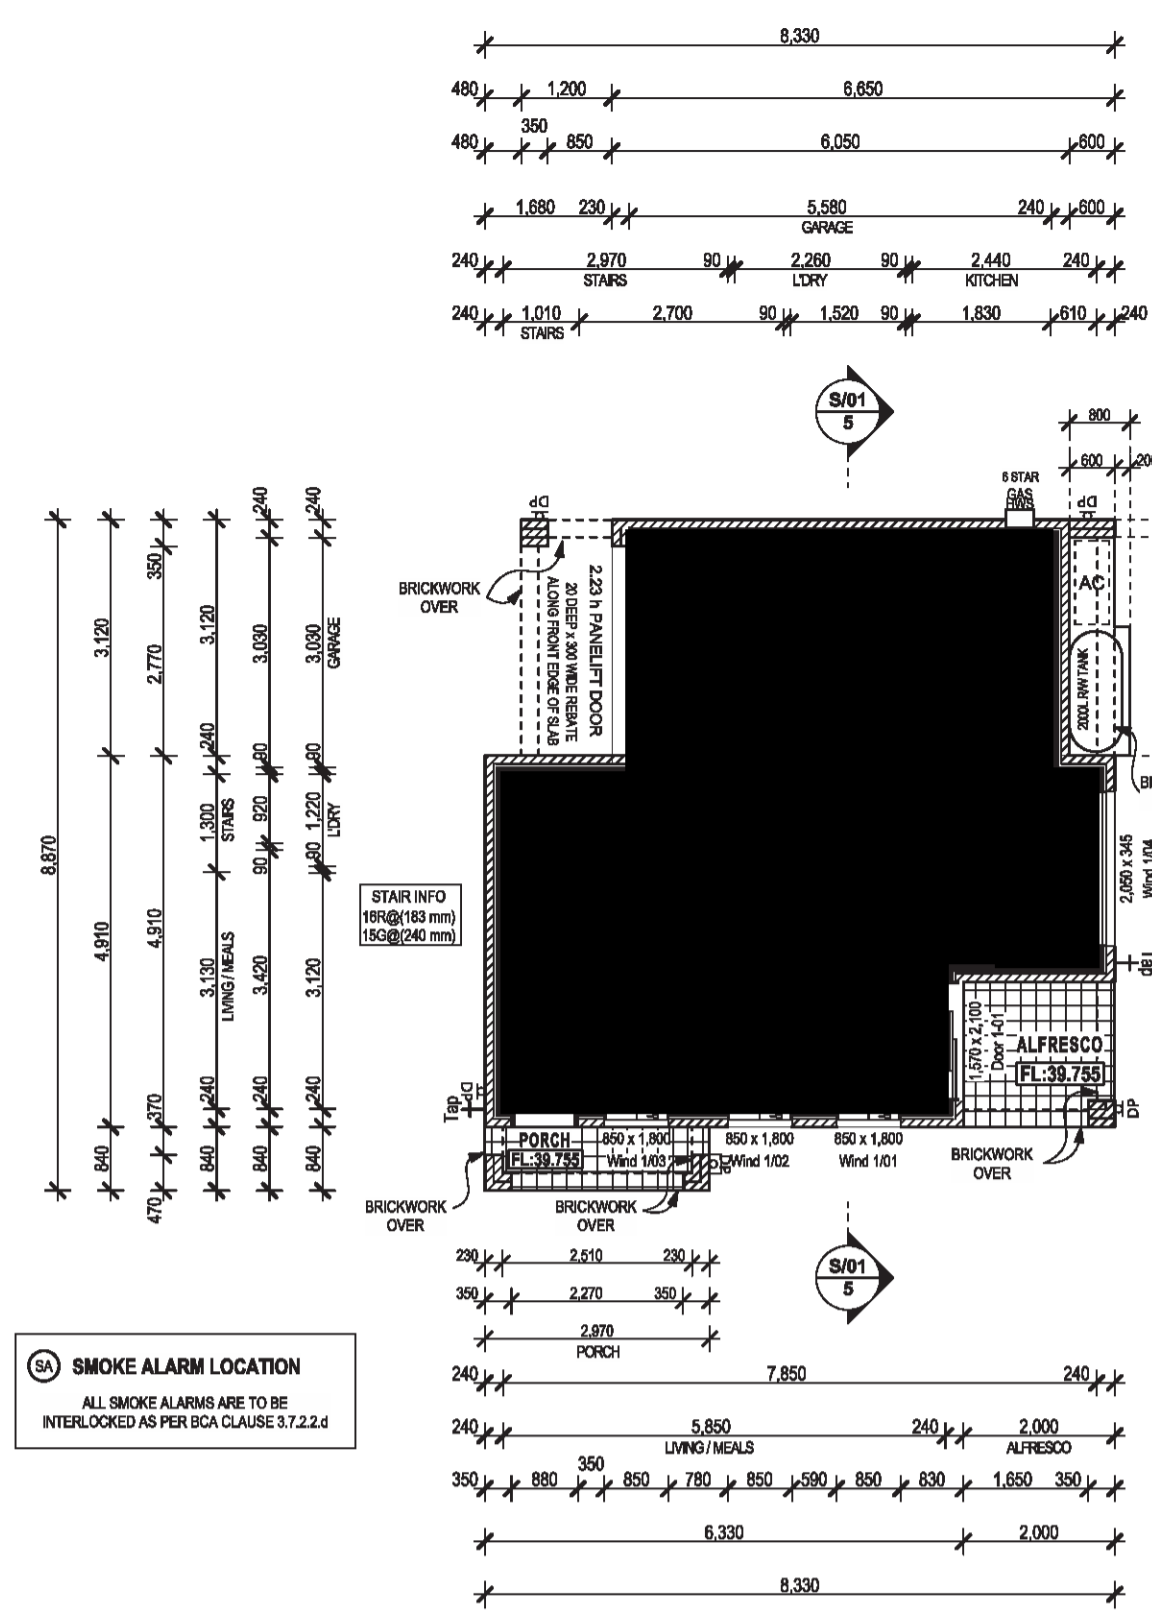 8,330
480 1,200 6,650
350
480 850 6,050 600
1,680 230 5,580 240 600
GARAGE
240 2,970 90 2,260 90 2,440 240
STAIRS L'DRY KITCHEN
240 1,010 2,700 90 1,520 90 1,830 610 240
STAIRS
S/01
5
800
600 200
6 STAR
GAS
HWS
DP
DP
BRICKWORK
OVER
2.23 h PANELIFT DOOR
20 DEEP x 300 WIDE REBATE
ALONG FRONT EDGE OF SLAB
AC
2000L R/W TANK
8,870
3,120
4,910
840
350
2,770
4,910
370
470
3,120
240
1,300
STAIRS
3,130
LIVING / MEALS
240
840
240
3,030
90
920
90
3,420
240
840
240
3,030
GARAGE
90
1,220
L'DRY
90
3,120
240
840
STAIR INFO
16R@(183 mm)
15G@(240 mm)
2,050 x 345
Wind 1/04
Tap
1,570 x 2,100
Door 1-01
ALFRESCO
FL:39.755
DP
Tap
DP
PORCH
FL:39.755
850 x 1,800
Wind 1/03
850 x 1,800
Wind 1/02
850 x 1,800
Wind 1/01
DP
BRICKWORK
OVER
BRICKWORK
OVER
BRICKWORK
OVER
S/01
5
230 2,510 230
350 2,270 350
2,970
PORCH
SA SMOKE ALARM LOCATION
ALL SMOKE ALARMS ARE TO BE
INTERLOCKED AS PER BCA CLAUSE 3.7.2.2.d
240 7,850 240
240 5,850 240 2,000
LIVING / MEALS ALFRESCO
350
350 880 850 780 850 590 850 830 1,650 350
6,330 2,000
8,330